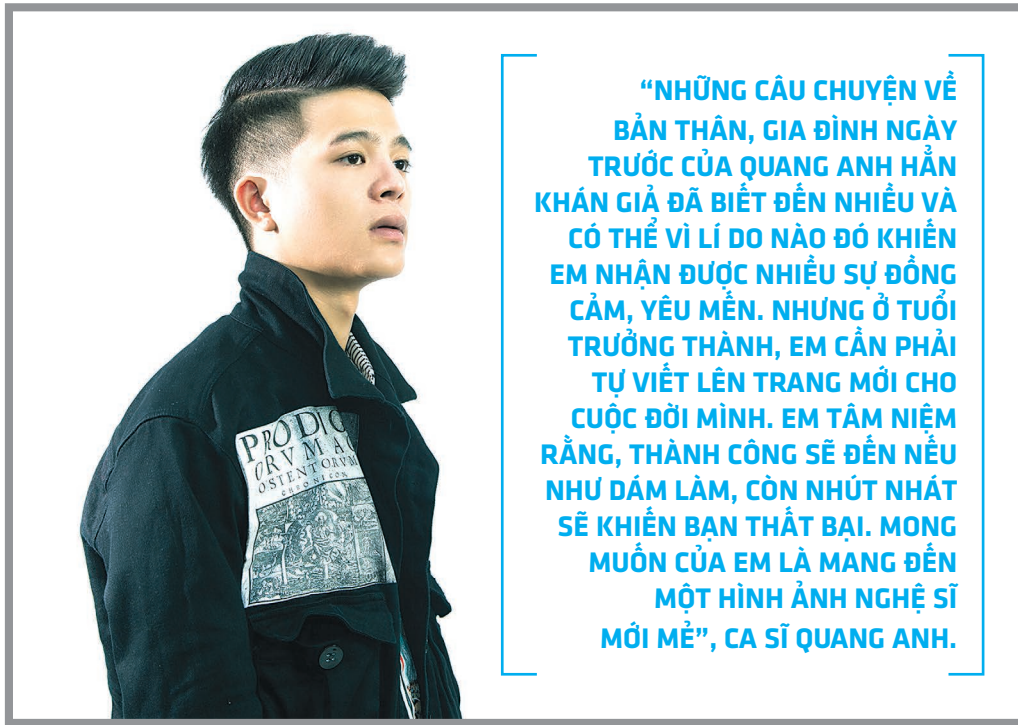 “NHỮNG CÂU CHUYỆN VỀ
BẢN THÂN, GIA ĐÌNH NGÀY
TRƯỚC CỦA QUANG ANH HẲN
KHÁN GIẢ ĐÃ BIẾT ĐẾN NHIỀU VÀ
CÓ THỂ VÌ LÍ DO NÀO ĐÓ KHIẾN
EM NHẬN ĐƯỢC NHIỀU SỰ ĐỒNG
CẢM, YÊU MẾN. NHƯNG Ở TUỔI
TRƯỞNG THÀNH, EM CẦN PHẢI
TỰ VIẾT LÊN TRANG MỚI CHO
CUỘC ĐỜI MÌNH. EM TÂM NIỆM
RẰNG, THÀNH CÔNG SẼ ĐẾN NẾU
NHƯ DÁM LÀM, CÒN NHÚT NHÁT
SẼ KHIẾN BẠN THẤT BẠI. MONG
MUỐN CỦA EM LÀ MANG ĐẾN
MỘT HÌNH ẢNH NGHỆ SĨ
MỚI MẺ”, CA SĨ QUANG ANH.
PRODIG
ORVM AC
OSTENTORVM
CHRONICON